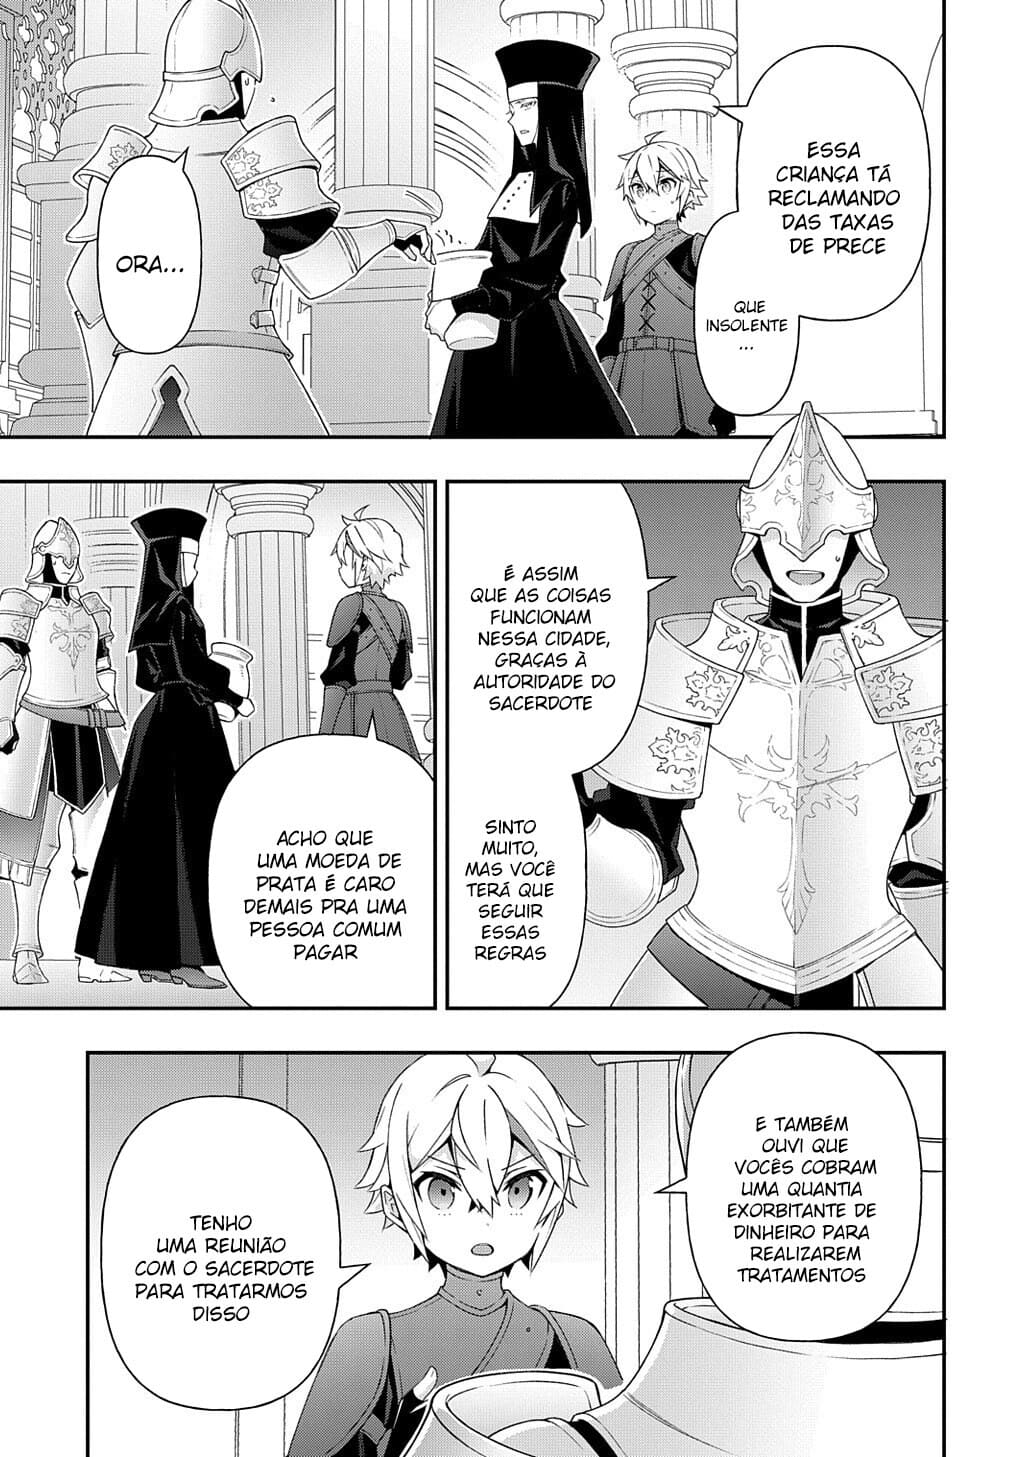 ESSA
CRIANÇA TÁ
RECLAMANDO
DAS TAXAS
DE PRECE
QUE
INSOLENTE
...
ORA...
É ASSIM
QUE AS COISAS
FUNCIONAM
NESSA CIDADE,
GRAÇAS À
AUTORIDADE DO
SACERDOTE
SINTO
MUITO,
MAS VOCÊ
TERÁ QUE
SEGUIR
ESSAS
REGRAS
ACHO QUE
UMA MOEDA DE
PRATA É CARO
DEMAIS PRA UMA
PESSOA COMUM
PAGAR
E TAMBÉM
OUVI QUE
VOCÊS COBRAM
UMA QUANTIA
EXORBITANTE DE
DINHEIRO PARA
REALIZAREM
TRATAMENTOS
TENHO
UMA REUNIÃO
COM O SACERDOTE
PARA TRATARMOS
DISSO